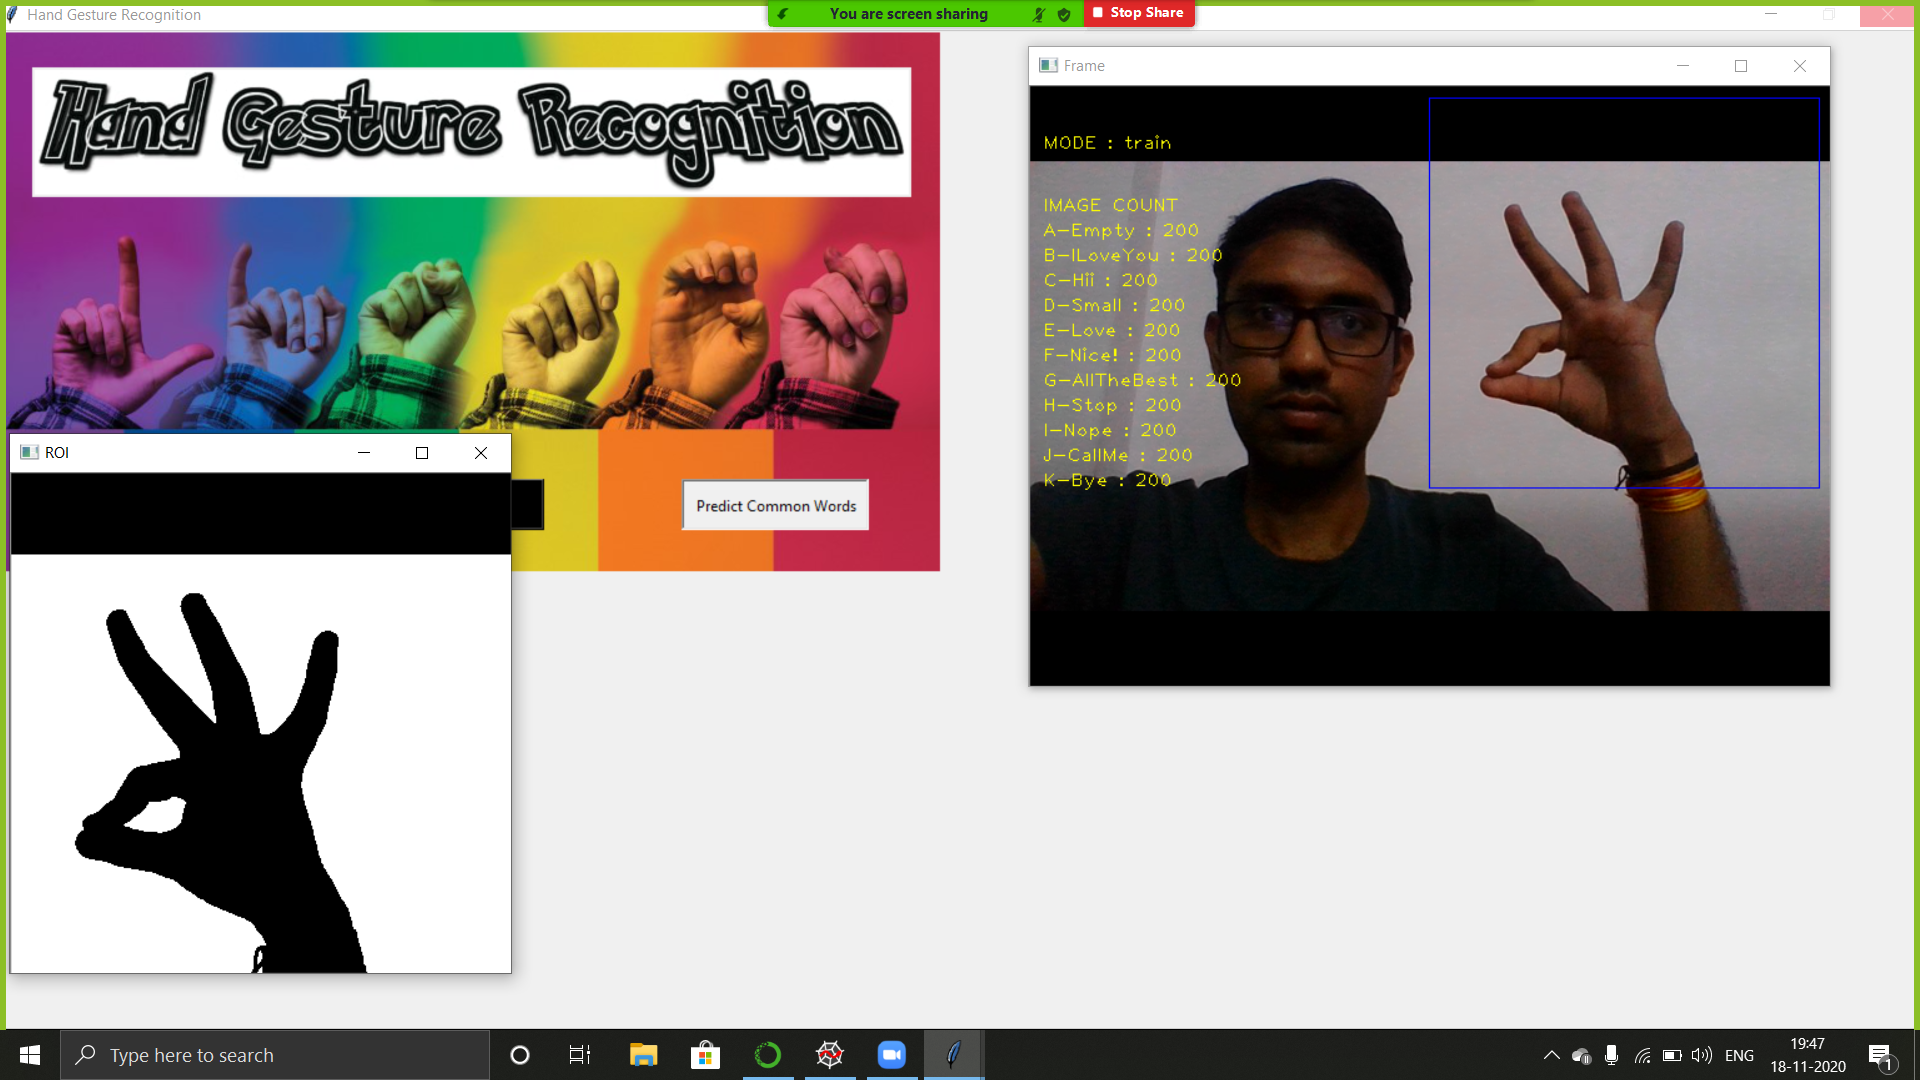 Hand Gesture Recognition
You are screen sharing
Stop Share
Hand Gesture Recognition
Frame
MODE : train
IMAGE COUNT
A-Empty : 200
B-ILoveYou : 200
C-Hii : 200
D-Small : 200
E-Love : 200
F-Nice! : 200
G-AllTheBest : 200
H-Stop : 200
I-Nope : 200
J-CallMe : 200
K-Bye : 200
ROI
Predict Common Words
Type here to search
ENG
19:47
18-11-2020
1